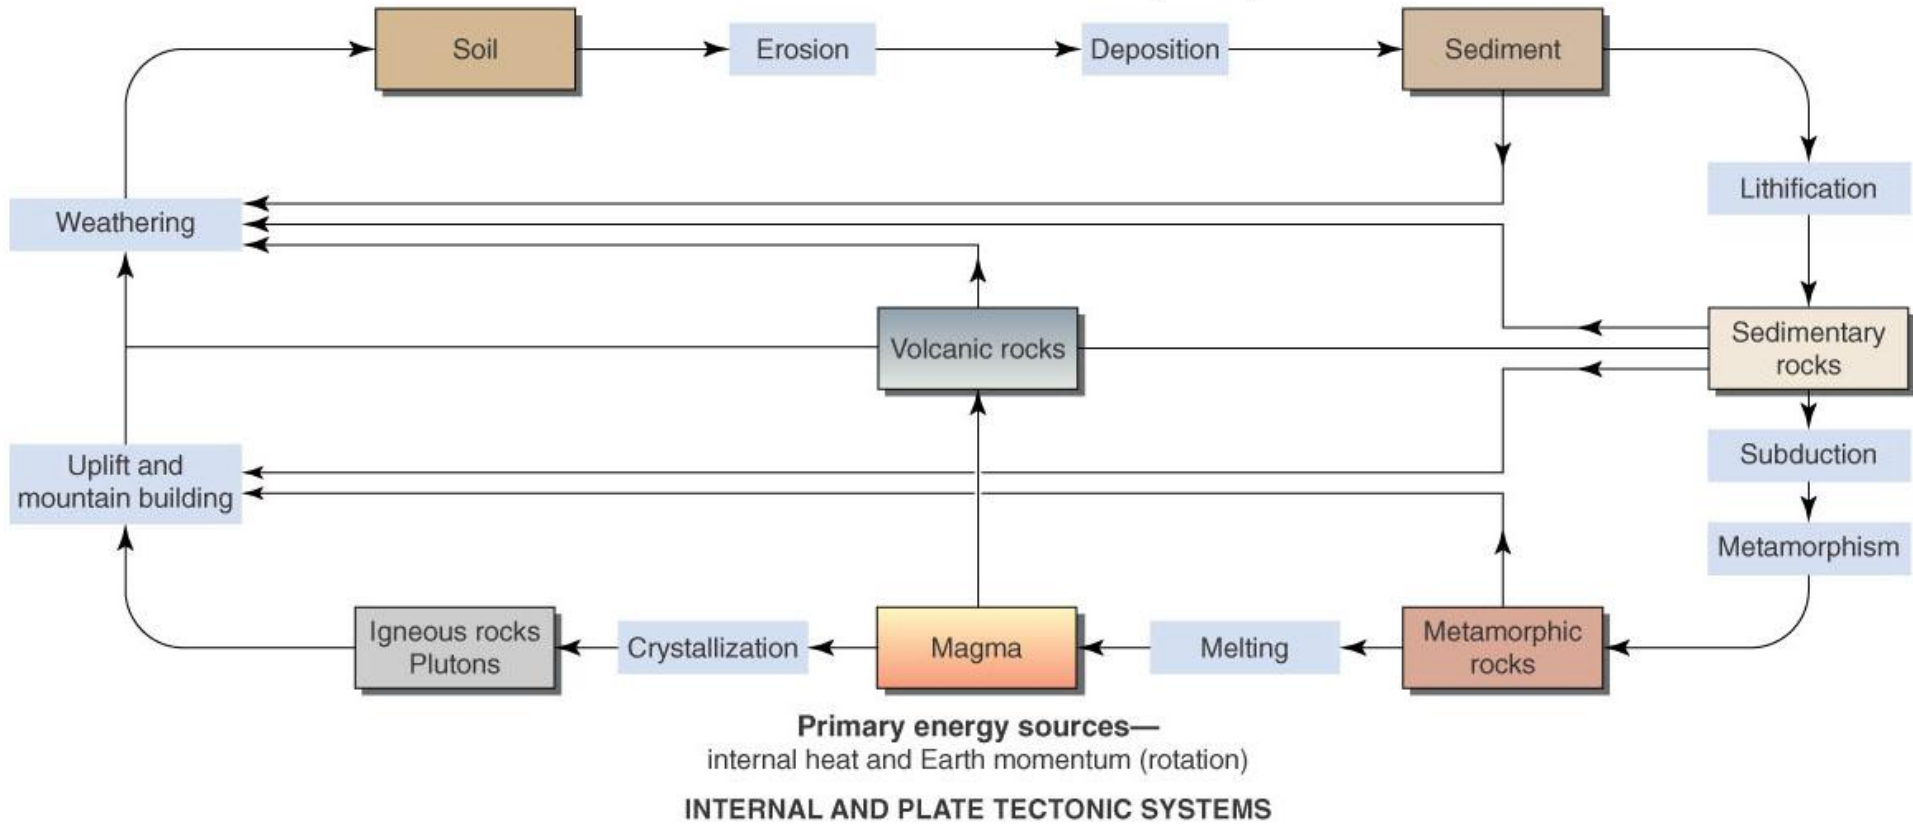 Soil
Erosion
Deposition
Sediment
Lithification
Weathering
Volcanic rocks
Sedimentary
rocks
Uplift and
mountain building
Subduction
Metamorphism
Igneous rocks
Plutons
Crystallization
Magma
Melting
Metamorphic
rocks
Primary energy sources—
internal heat and Earth momentum (rotation)
INTERNAL AND PLATE TECTONIC SYSTEMS